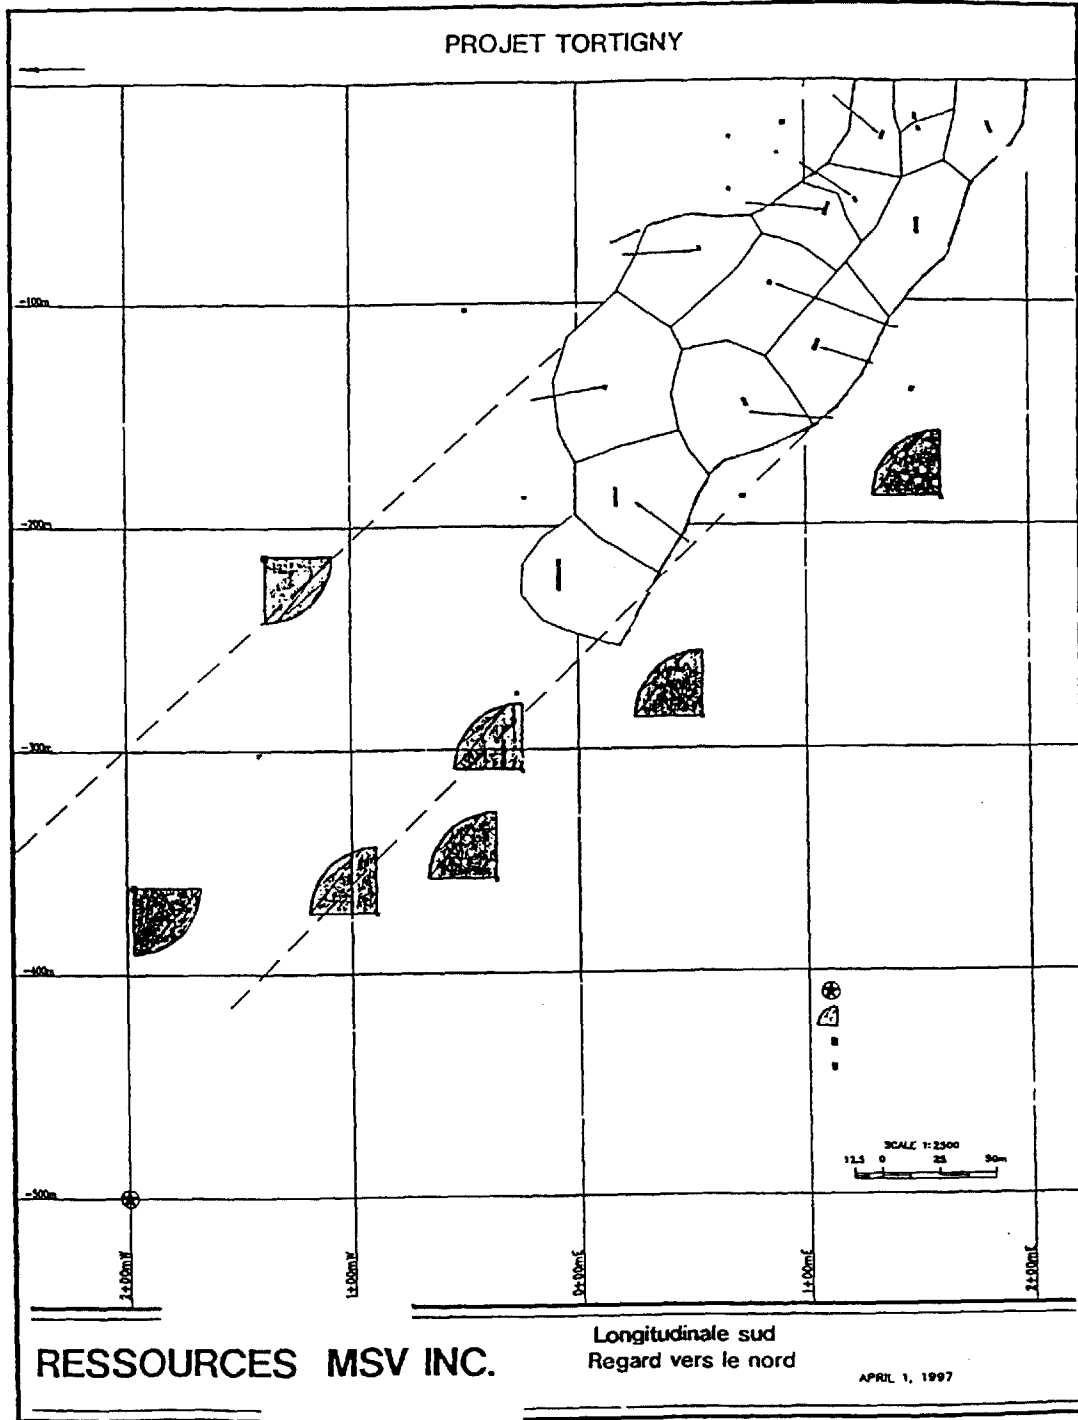 PROJET TORTIGNY
-100m
-200m
-300m
-400m
-500m
SCALE 1:2500
12.5 0 25 50m
2+00mW
1+00mW
0+00mE
1+00mE
2+00mE
RESSOURCES MSV INC.
Longitudinale sud
Regard vers le nord
APRIL 1, 1997